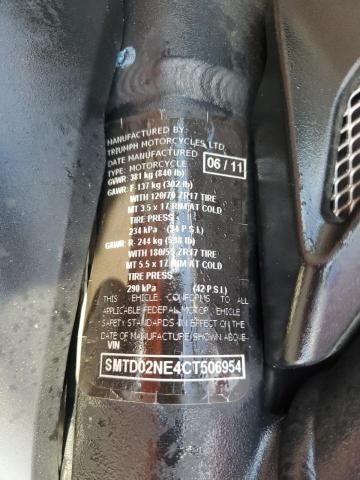 MANUFACTURED BY:
TRIUMPH MOTORCYCLES LTD
DATE MANUFACTURED 06/11
TYPE: MOTORCYCLE
GVWR: 381 kg (840 lb)
GAWR: F- 137 kg (302 lb)
WITH 120/70 ZR17 TIRE
MT 3.5 x 17 RIM AT COLD
TIRE PRESS
234 kPa (34 P.S.I.)
GAWR: R- 244 kg (538 lb)
WITH 180/55 ZR17 TIRE
MT 5.5 x 17 RIM AT COLD
TIRE PRESS
290 kPa (42 P.S.I.)
THIS VEHICLE CONFORMS TO ALL
APPLICABLE FEDERAL MOTOR VEHICLE
SAFETY STANDARDS IN EFFECT ON THE
DATE OF MANUFACTURE SHOWN ABOVE
VIN
SMTD02NE4CT506954